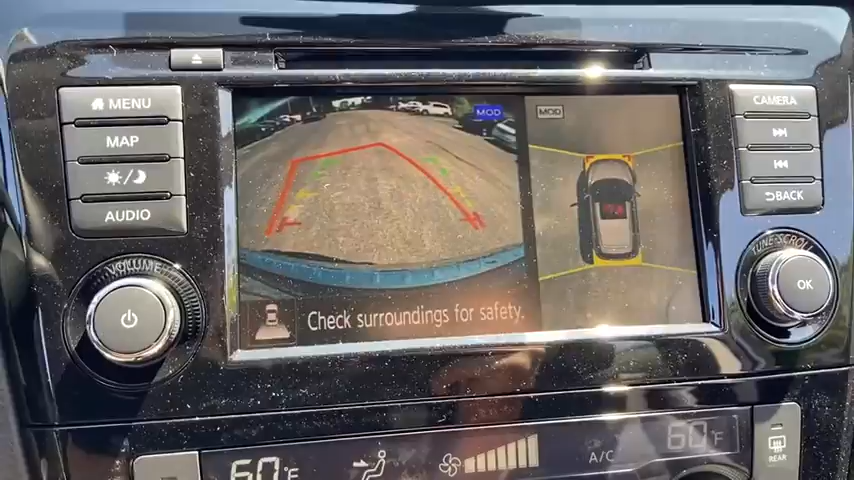 MENU
MAP
AUDIO
VOLUME
MOD
MOD
Check surroundings for safety.
CAMERA
BACK
TUNE•SCROLL
OK
60°F
A/C
60°F
REAR